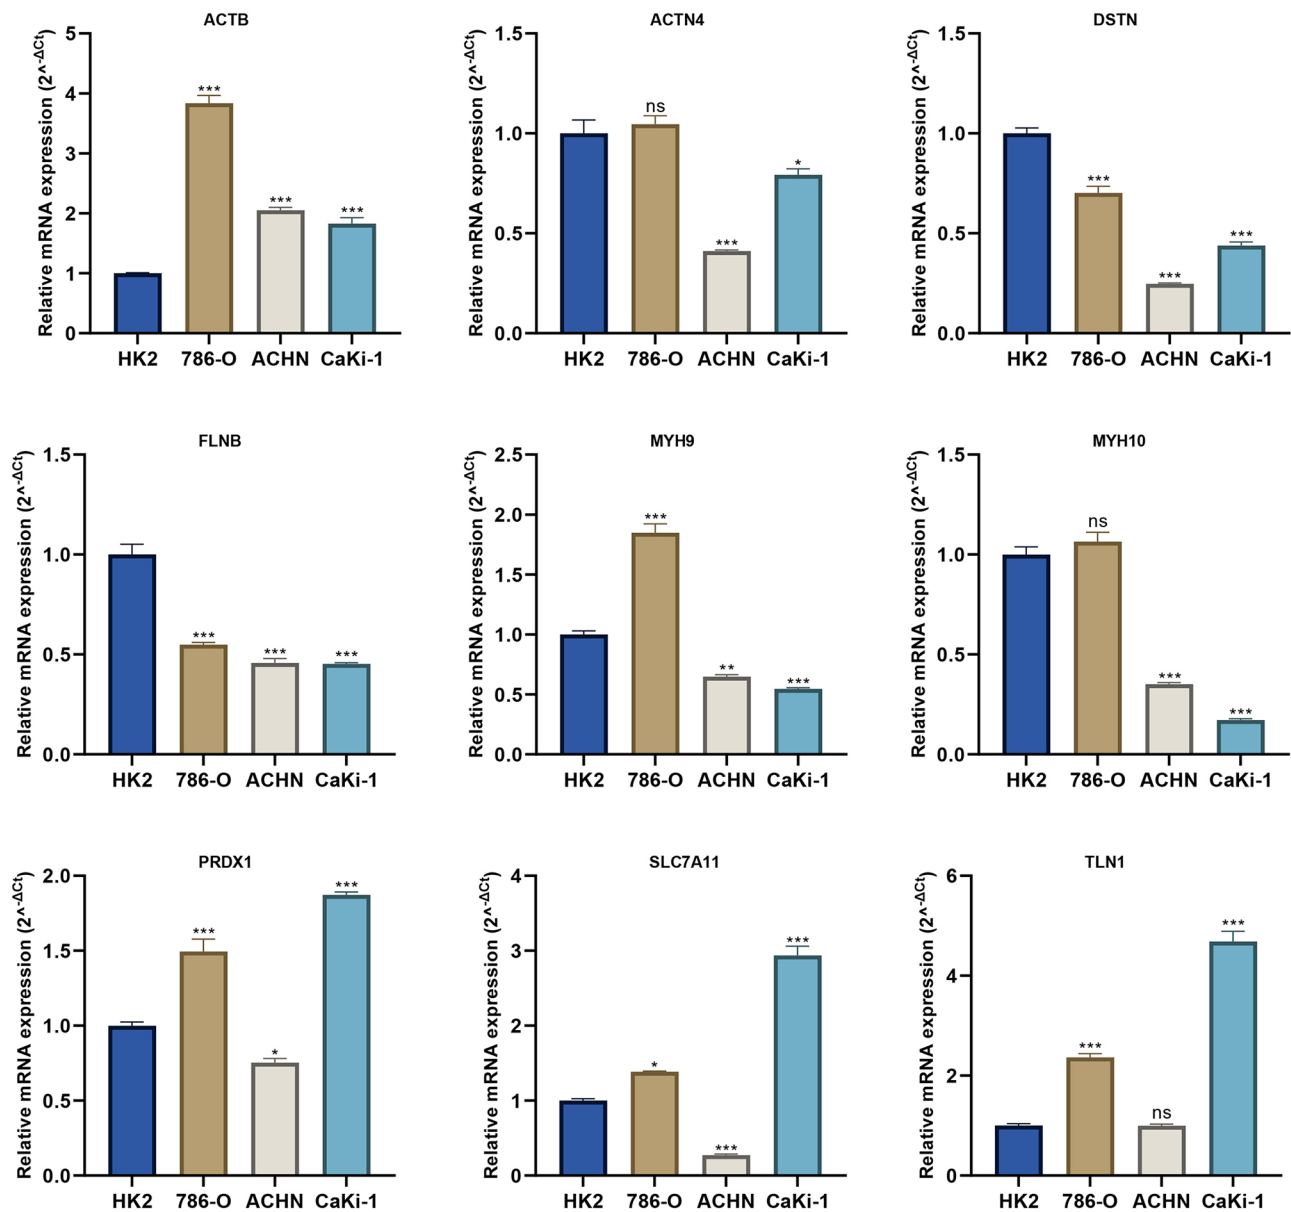 ACTB
Relative mRNA expression (2^-ΔCt)
5
4
3
2
1
0
***
***
***
HK2 786-O ACHN CaKi-1
ACTN4
Relative mRNA expression (2^-ΔCt)
1.5
1.0
0.5
0.0
ns
***
*
HK2 786-O ACHN CaKi-1
DSTN
Relative mRNA expression (2^-ΔCt)
1.5
1.0
0.5
0.0
***
***
***
HK2 786-O ACHN CaKi-1
FLNB
Relative mRNA expression (2^-ΔCt)
1.5
1.0
0.5
0.0
***
***
***
HK2 786-O ACHN CaKi-1
MYH9
Relative mRNA expression (2^-ΔCt)
2.5
2.0
1.5
1.0
0.5
0.0
***
**
***
HK2 786-O ACHN CaKi-1
MYH10
Relative mRNA expression (2^-ΔCt)
1.5
1.0
0.5
0.0
ns
***
***
HK2 786-O ACHN CaKi-1
PRDX1
Relative mRNA expression (2^-ΔCt)
2.0
1.5
1.0
0.5
0.0
***
*
***
HK2 786-O ACHN CaKi-1
SLC7A11
Relative mRNA expression (2^-ΔCt)
4
3
2
1
0
*
***
***
HK2 786-O ACHN CaKi-1
TLN1
Relative mRNA expression (2^-ΔCt)
6
4
2
0
***
ns
***
HK2 786-O ACHN CaKi-1